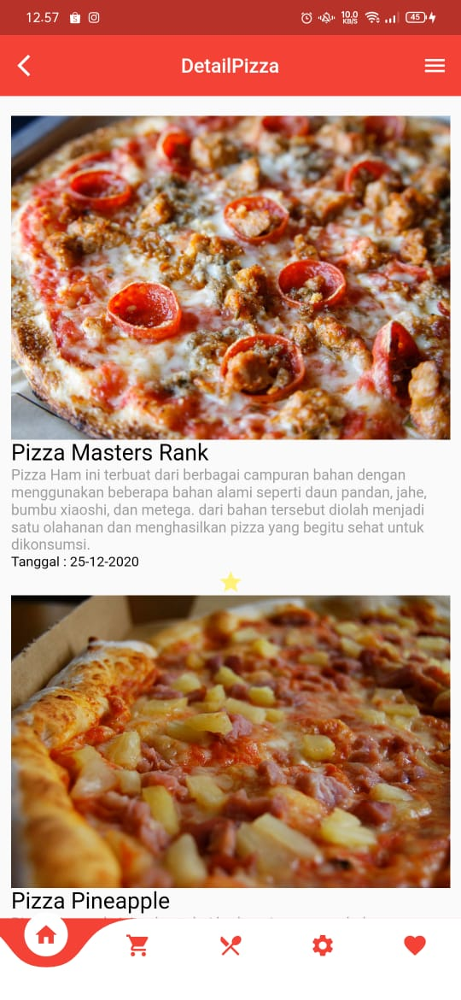 12.57
10.0
KB/S
45
DetailPizza
Pizza Masters Rank
Pizza Ham ini terbuat dari berbagai campuran bahan dengan
menggunakan beberapa bahan alami seperti daun pandan, jahe,
bumbu xiaoshi, dan metega. dari bahan tersebut diolah menjadi
satu olahanan dan menghasilkan pizza yang begitu sehat untuk
dikonsumsi.
Tanggal : 25-12-2020
Pizza Pineapple